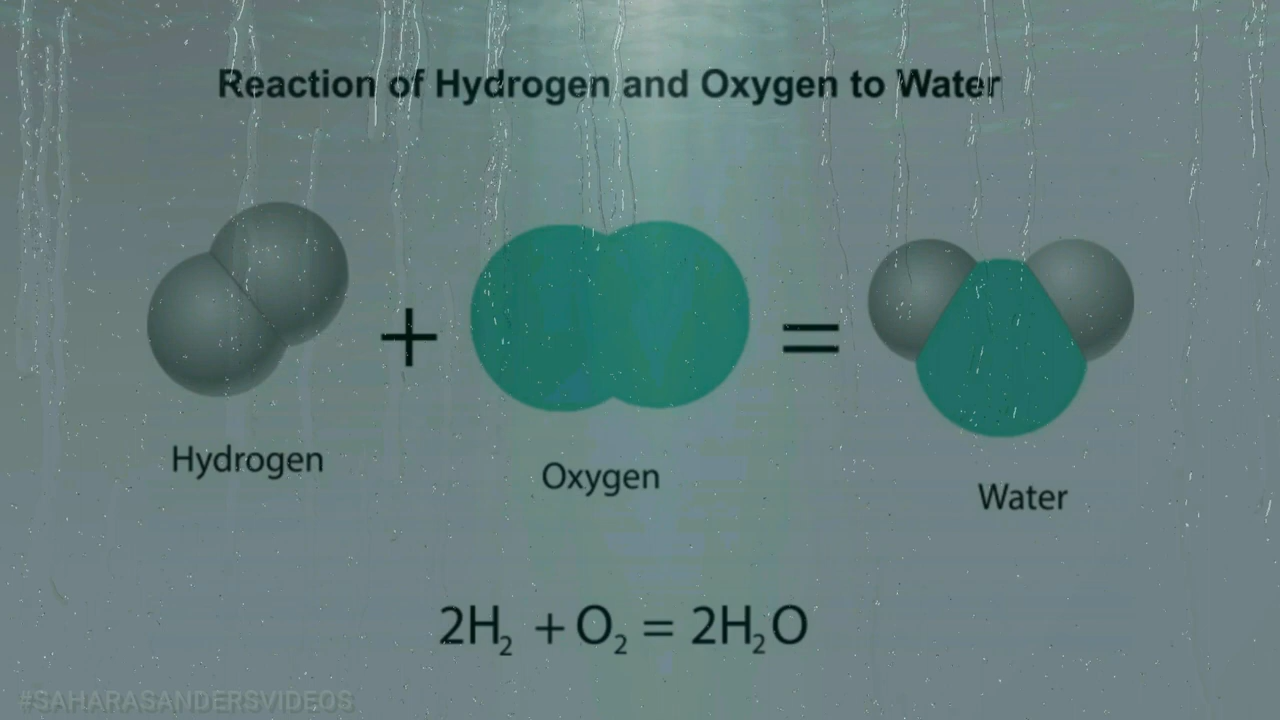 Reaction of Hydrogen and Oxygen to Water
+ =
Hydrogen
Oxygen
Water
2H₂ + O₂ = 2H₂O
#SAHARASANDERSVIDEOS